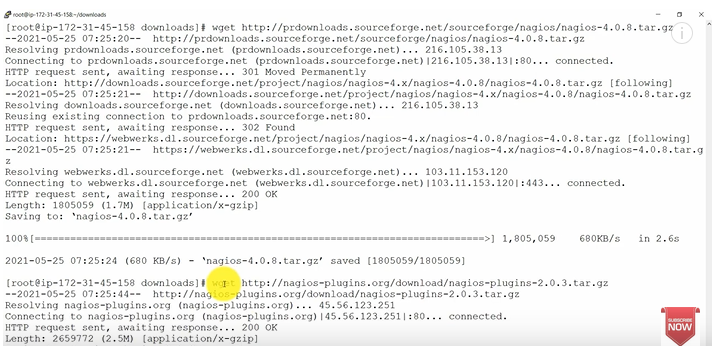 root@ip-172-31-45-158:~/downloads
[root@ip-172-31-45-158 downloads]# wget http://prdownloads.sourceforge.net/sourceforge/nagios/nagios-4.0.8.tar.gz
--2021-05-25 07:25:20--  http://prdownloads.sourceforge.net/sourceforge/nagios/nagios-4.0.8.tar.gz
Resolving prdownloads.sourceforge.net (prdownloads.sourceforge.net)... 216.105.38.13
Connecting to prdownloads.sourceforge.net (prdownloads.sourceforge.net)|216.105.38.13|:80... connected.
HTTP request sent, awaiting response... 301 Moved Permanently
Location: http://downloads.sourceforge.net/project/nagios/nagios-4.x/nagios-4.0.8/nagios-4.0.8.tar.gz [following]
--2021-05-25 07:25:21--  http://downloads.sourceforge.net/project/nagios/nagios-4.x/nagios-4.0.8/nagios-4.0.8.tar.gz
Resolving downloads.sourceforge.net (downloads.sourceforge.net)... 216.105.38.13
Reusing existing connection to prdownloads.sourceforge.net:80.
HTTP request sent, awaiting response... 302 Found
Location: https://webwerks.dl.sourceforge.net/project/nagios/nagios-4.x/nagios-4.0.8/nagios-4.0.8.tar.gz [following]
--2021-05-25 07:25:21--  https://webwerks.dl.sourceforge.net/project/nagios/nagios-4.x/nagios-4.0.8/nagios-4.0.8.tar.g
z
Resolving webwerks.dl.sourceforge.net (webwerks.dl.sourceforge.net)... 103.11.153.120
Connecting to webwerks.dl.sourceforge.net (webwerks.dl.sourceforge.net)|103.11.153.120|:443... connected.
HTTP request sent, awaiting response... 200 OK
Length: 1805059 (1.7M) [application/x-gzip]
Saving to: ‘nagios-4.0.8.tar.gz’
100%[==================================================================>] 1,805,059    680KB/s   in 2.6s
2021-05-25 07:25:24 (680 KB/s) - ‘nagios-4.0.8.tar.gz’ saved [1805059/1805059]
[root@ip-172-31-45-158 downloads]# wget http://nagios-plugins.org/download/nagios-plugins-2.0.3.tar.gz
--2021-05-25 07:25:44--  http://nagios-plugins.org/download/nagios-plugins-2.0.3.tar.gz
Resolving nagios-plugins.org (nagios-plugins.org)... 45.56.123.251
Connecting to nagios-plugins.org (nagios-plugins.org)|45.56.123.251|:80... connected.
HTTP request sent, awaiting response... 200 OK
Length: 2659772 (2.5M) [application/x-gzip]
SUBSCRIBE
NOW